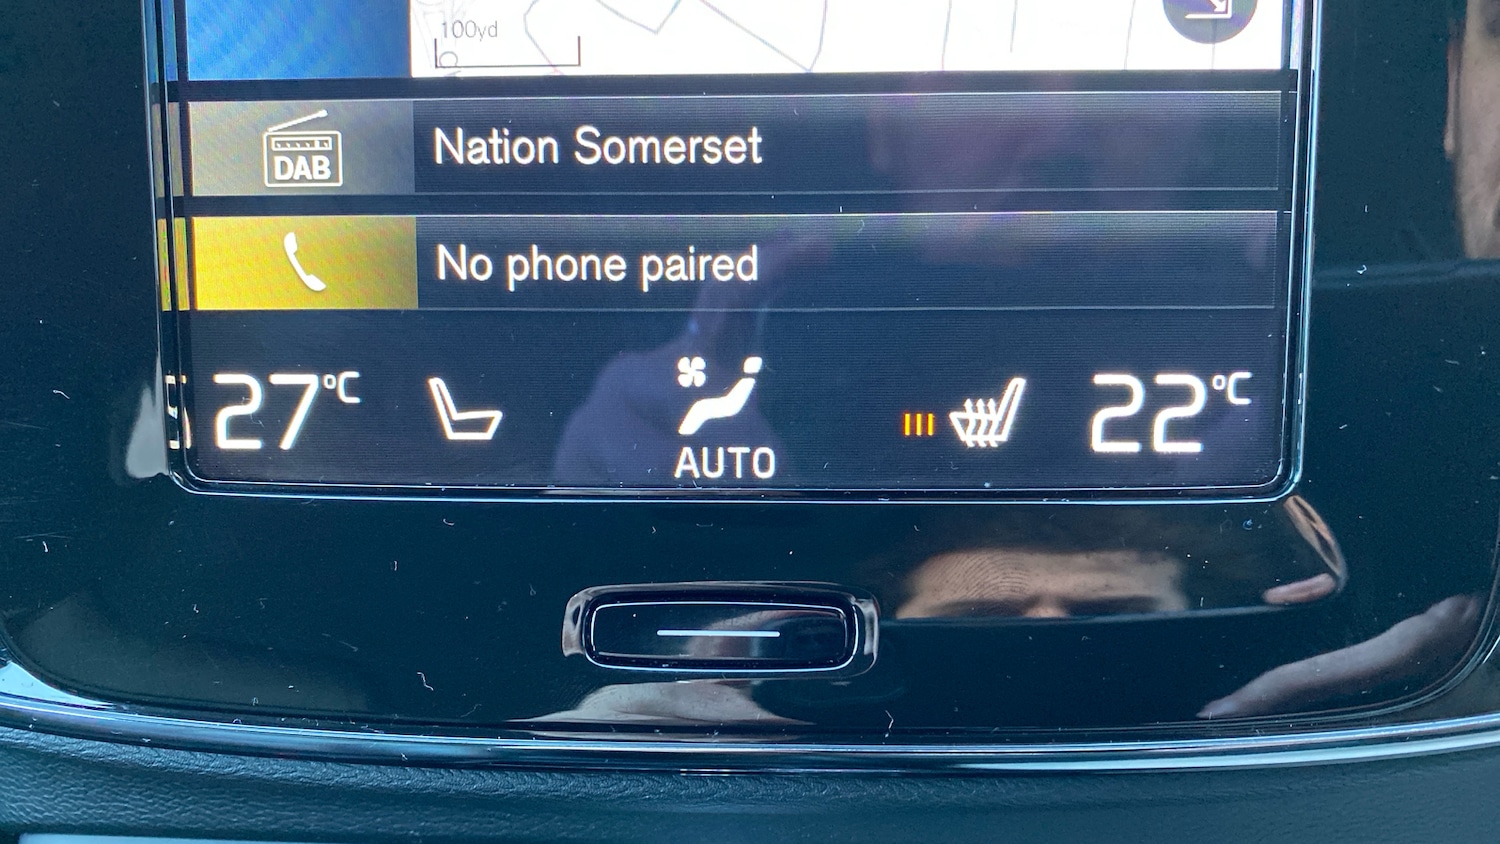 100yd
DAB
Nation Somerset
No phone paired
27°C
22°C
AUTO